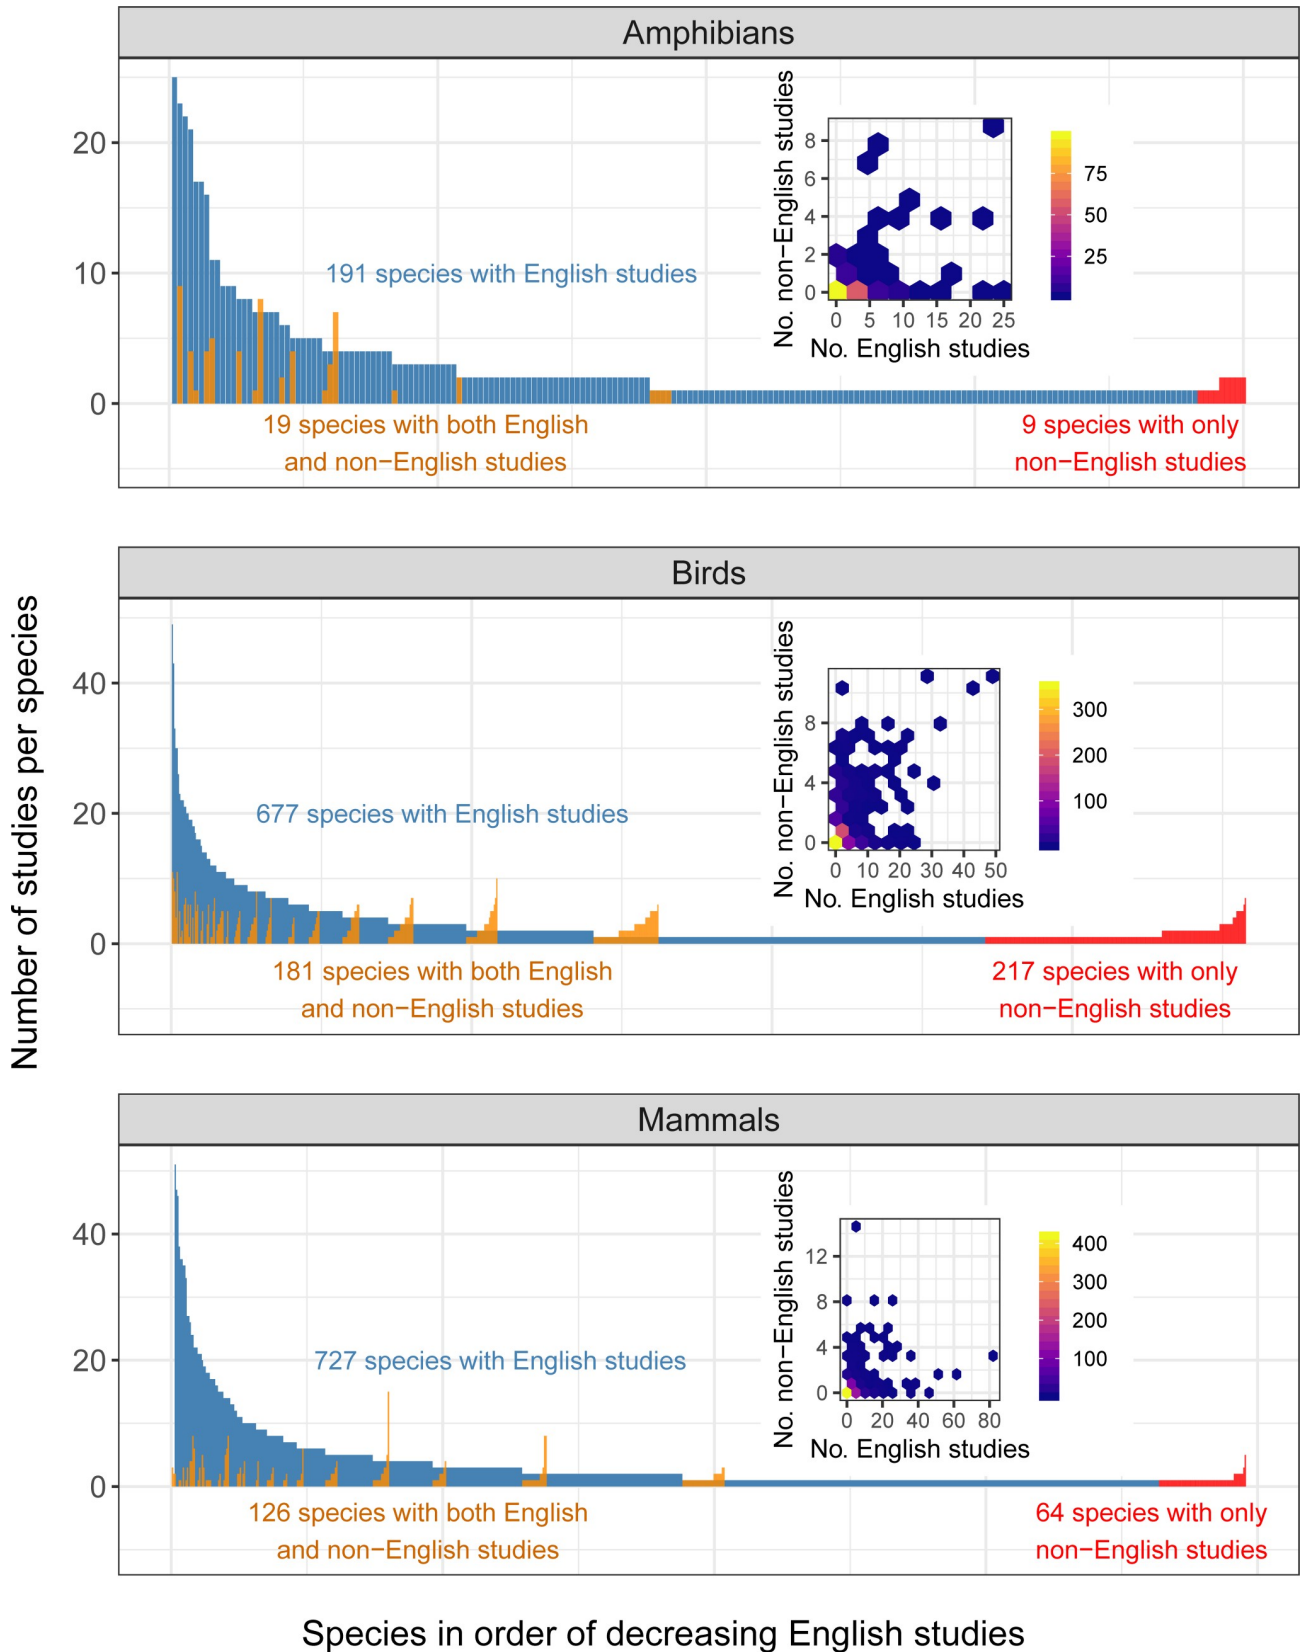 Number of studies per species
Amphibians
20
10
0
191 species with English studies
19 species with both English
and non−English studies
9 species with only
non−English studies
No. non−English studies
8
6
4
2
0
0 5 10 15 20 25
No. English studies
75
50
25
Birds
40
20
0
677 species with English studies
181 species with both English
and non−English studies
217 species with only
non−English studies
No. non−English studies
8
4
0
0 10 20 30 40 50
No. English studies
300
200
100
Mammals
40
20
0
727 species with English studies
126 species with both English
and non−English studies
64 species with only
non−English studies
No. non−English studies
12
8
4
0
0 20 40 60 80
No. English studies
400
300
200
100
Species in order of decreasing English studies